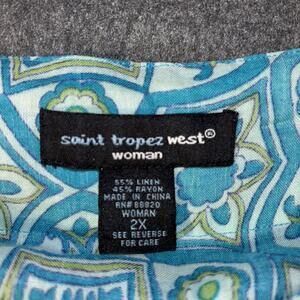 saint tropez west®
woman
55% LINEN
45% RAYON
MADE IN CHINA
RN# 88820
WOMAN
2X
SEE REVERSE
FOR CARE